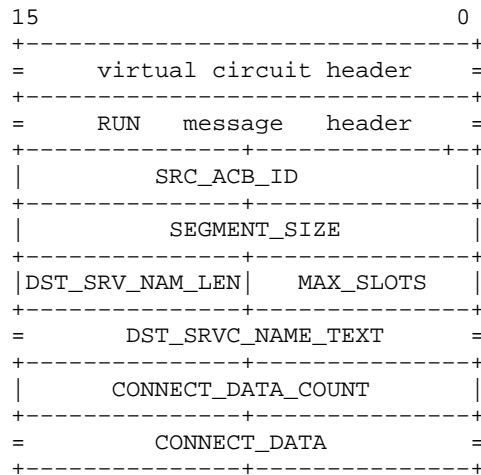 15 0
virtual circuit header
RUN message header
SRC_ACB_ID
SEGMENT_SIZE
DST_SRV_NAM_LEN MAX_SLOTS
DST_SRVC_NAME_TEXT
CONNECT_DATA_COUNT
CONNECT_DATA